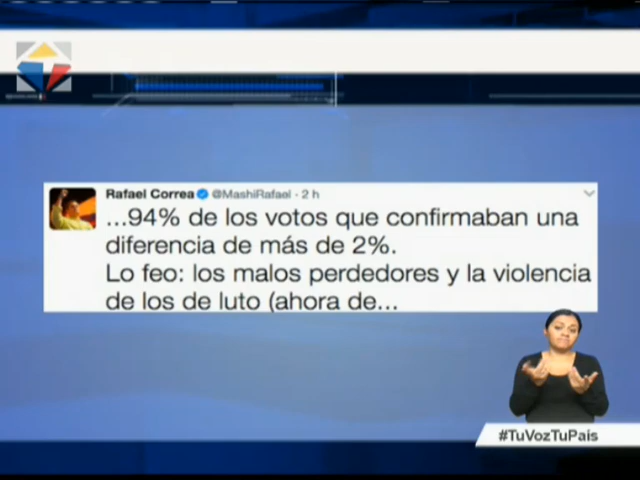 Rafael Correa @MashiRafael · 2 h
...94% de los votos que confirmaban una
diferencia de más de 2%.
Lo feo: los malos perdedores y la violencia
de los de luto (ahora de...
#TuVozTuPaís